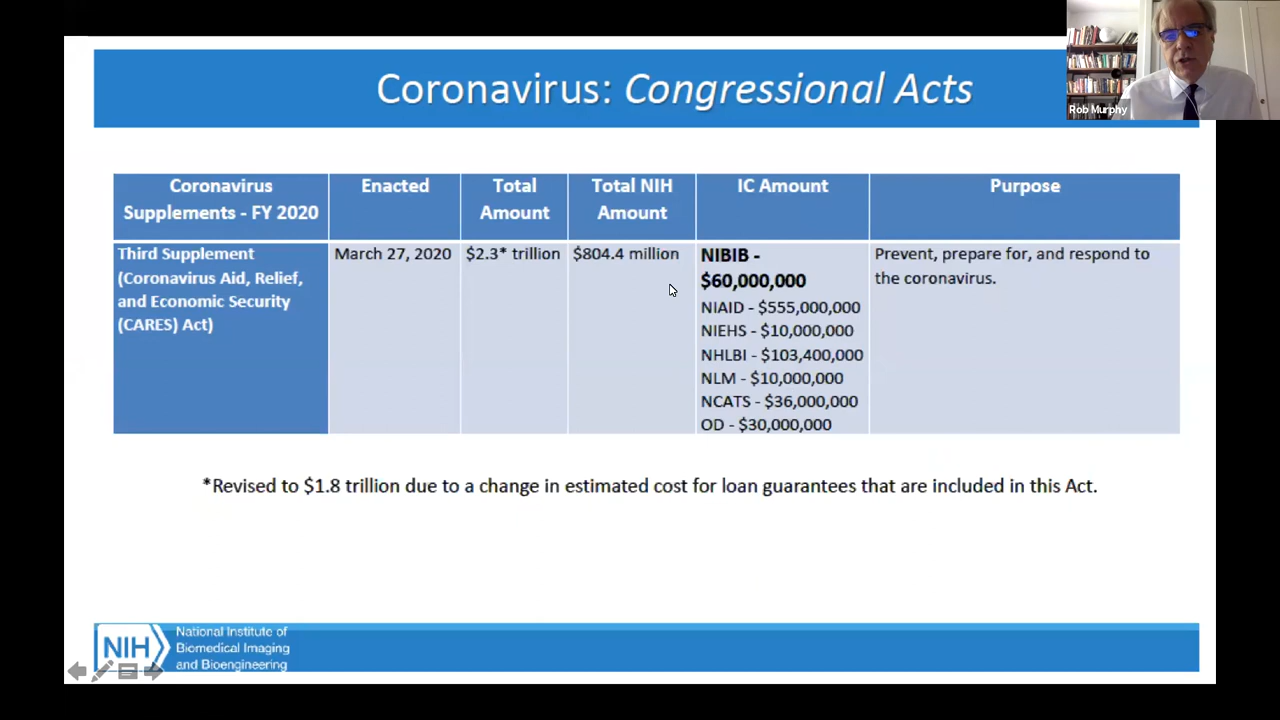 Coronavirus: Congressional Acts
Rob Murphy
Coronavirus
Supplements - FY 2020
Enacted
Total
Amount
Total NIH
Amount
IC Amount
Purpose
Third Supplement
(Coronavirus Aid, Relief,
and Economic Security
(CARES) Act)
March 27, 2020
$2.3* trillion
$804.4 million
NIBIB -
$60,000,000
NIAID - $555,000,000
NIEHS - $10,000,000
NHLBI - $103,400,000
NLM - $10,000,000
NCATS - $36,000,000
OD - $30,000,000
Prevent, prepare for, and respond to
the coronavirus.
*Revised to $1.8 trillion due to a change in estimated cost for loan guarantees that are included in this Act.
NIH
National Institute of
Biomedical Imaging
and Bioengineering